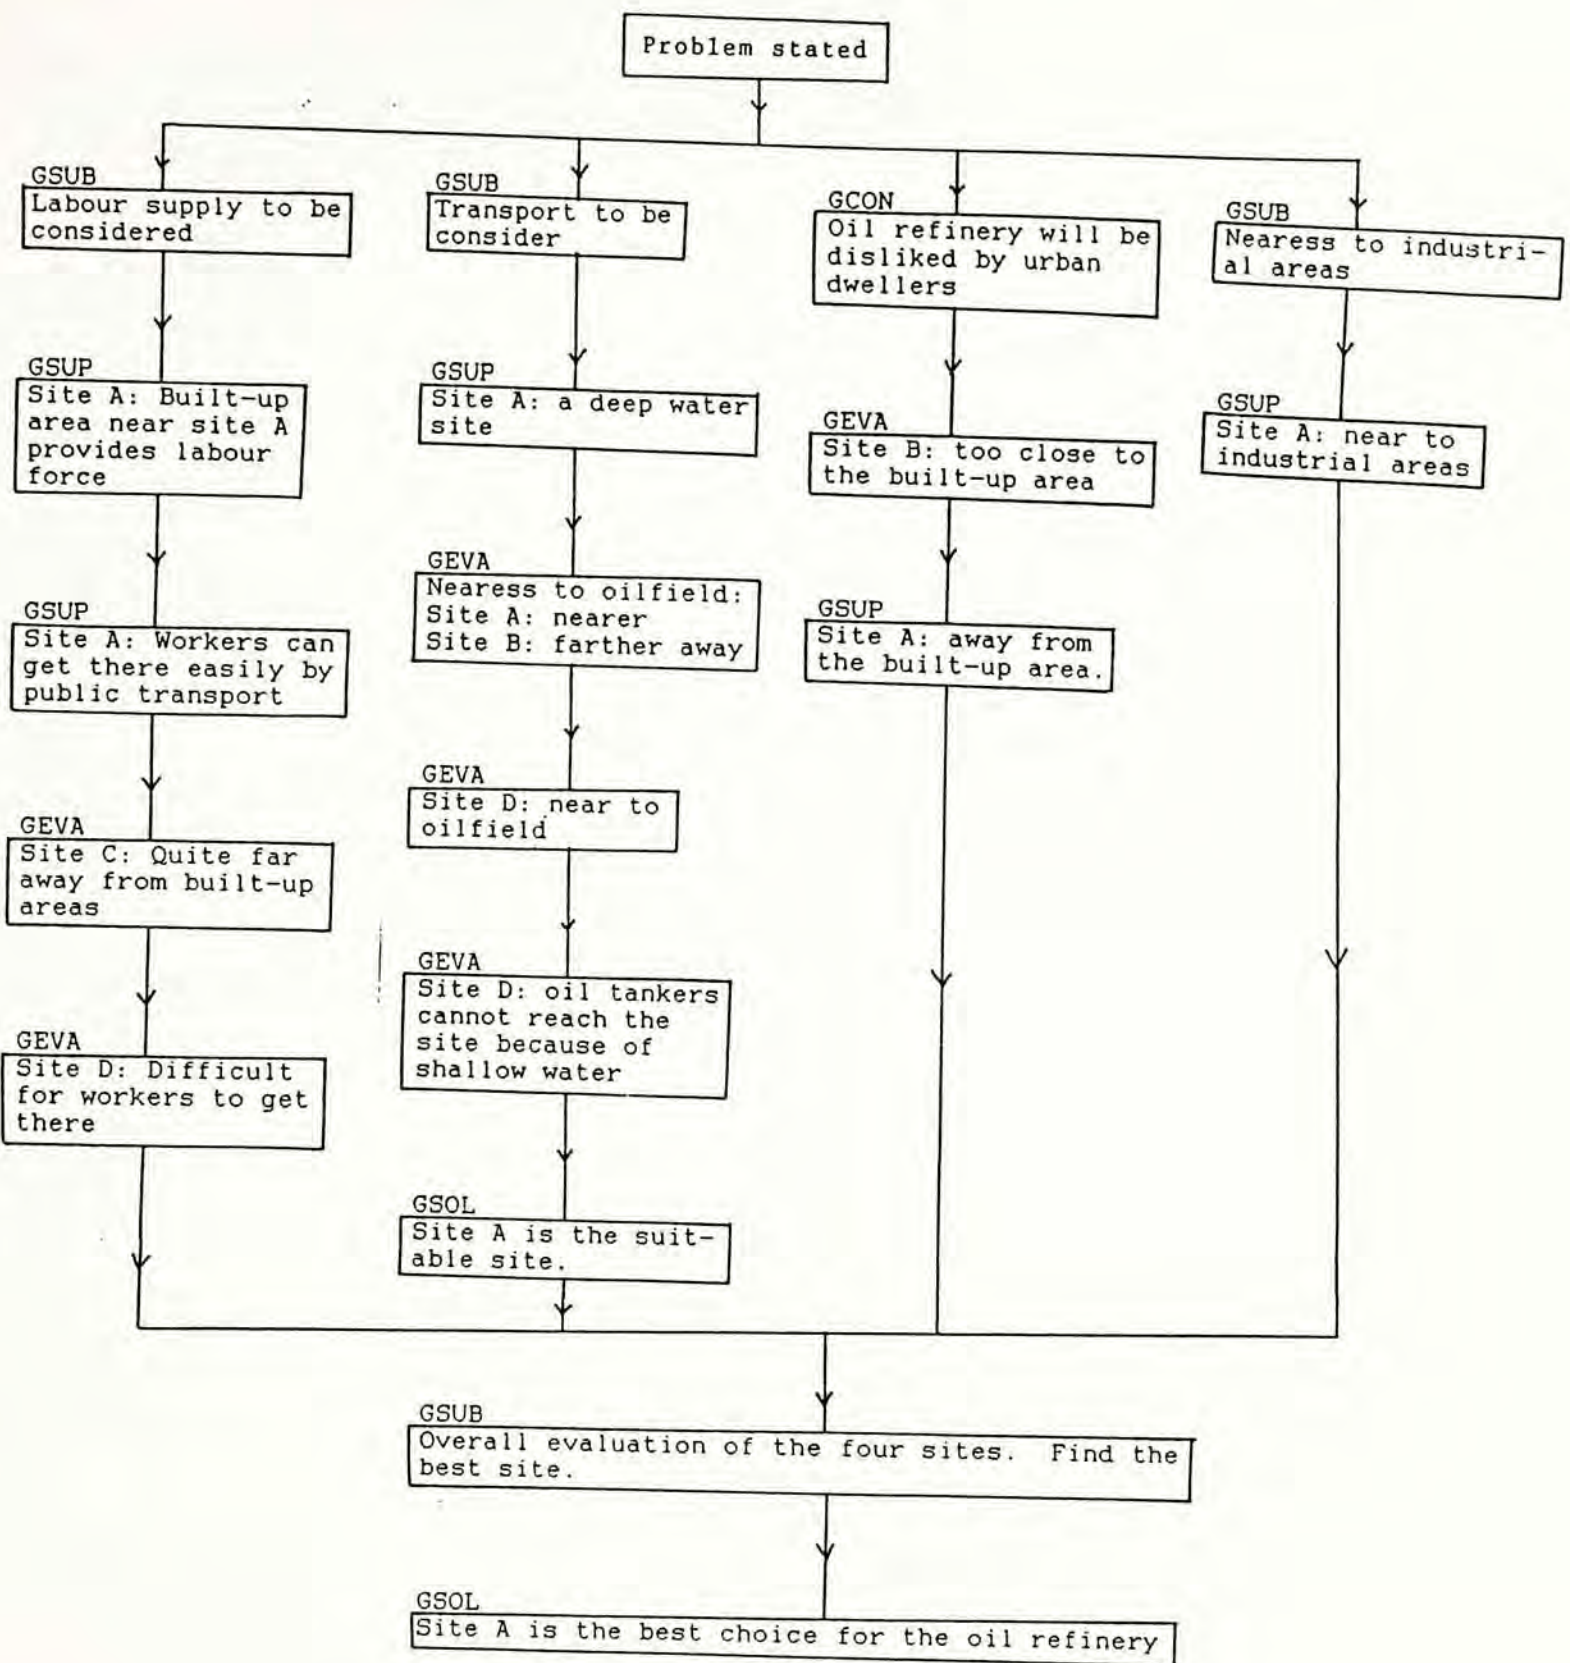 Problem stated
GSUB
Labour supply to be
considered
GSUP
Site A: Built-up
area near site A
provides labour
force
GSUP
Site A: Workers can
get there easily by
public transport
GEVA
Site C: Quite far
away from built-up
areas
GEVA
Site D: Difficult
for workers to get
there
GSUB
Transport to be
consider
GSUP
Site A: a deep water
site
GEVA
Nearess to oilfield:
Site A: nearer
Site B: farther away
GEVA
Site D: near to
oilfield
GEVA
Site D: oil tankers
cannot reach the
site because of
shallow water
GSOL
Site A is the suit-
able site.
GCON
Oil refinery will be
disliked by urban
dwellers
GEVA
Site B: too close to
the built-up area
GSUP
Site A: away from
the built-up area.
GSUB
Nearess to industri-
al areas
GSUP
Site A: near to
industrial areas
GSUB
Overall evaluation of the four sites. Find the
best site.
GSOL
Site A is the best choice for the oil refinery